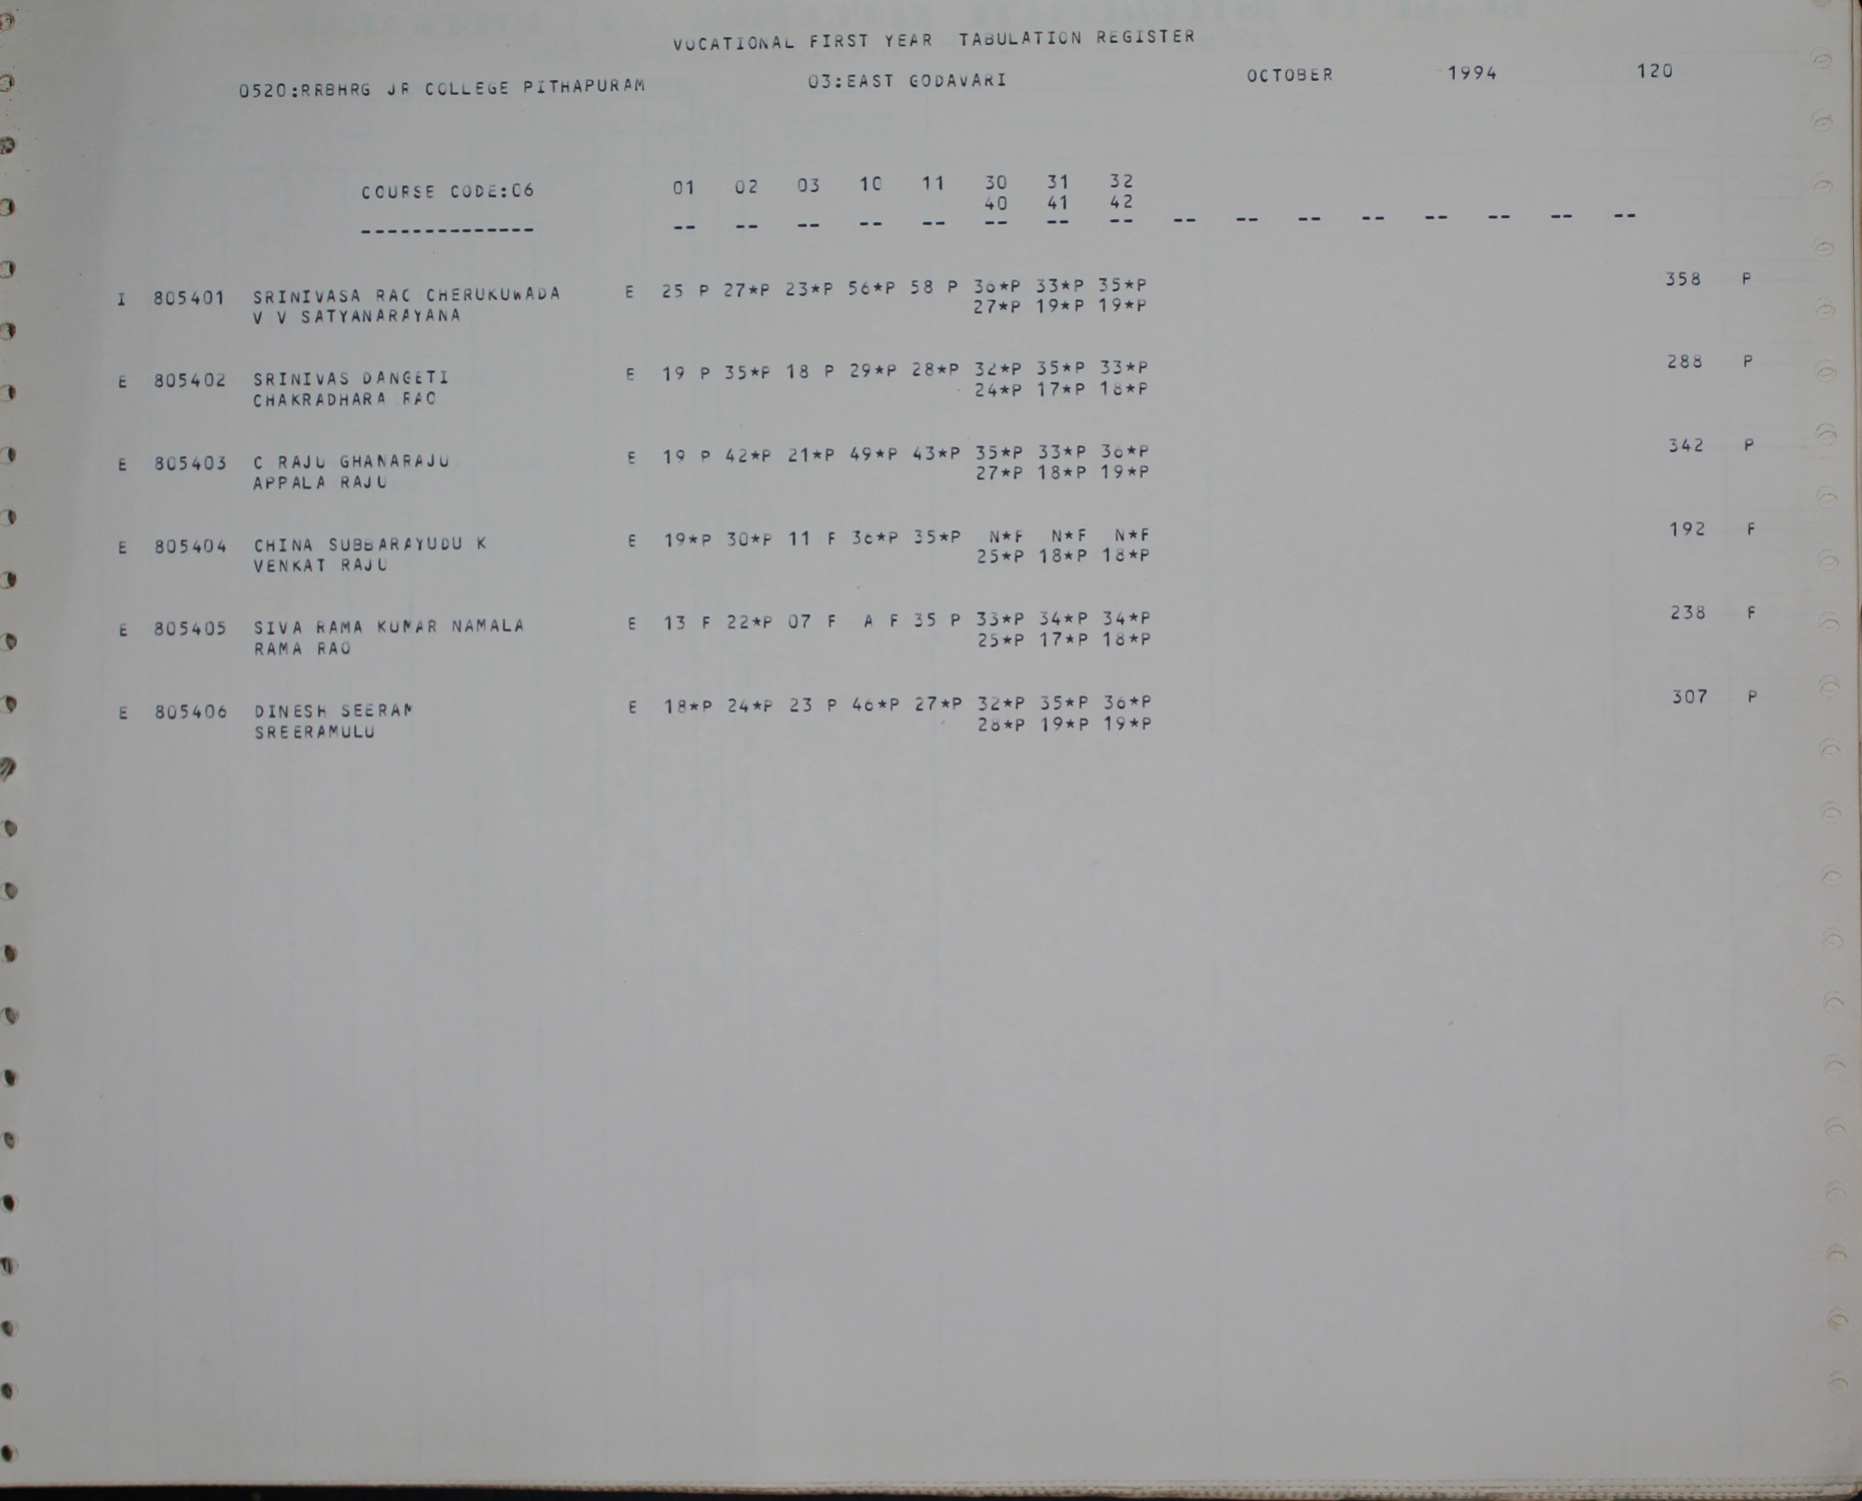 VOCATIONAL FIRST YEAR TABULATION REGISTER
0520:RRBHRG JR COLLEGE PITHAPURAM 03:EAST GODAVARI OCTOBER 1994 120
COURSE CODE:06 01 02 03 10 11 30 31 32
40 41 42
-------------- -- -- -- -- -- -- -- -- -- -- -- -- -- -- -- --
I 805401 SRINIVASA RAO CHERUKUWADA E 25 P 27*P 23*P 56*P 58 P 36*P 33*P 35*P 358 P
V V SATYANARAYANA 27*P 19*P 19*P
E 805402 SRINIVAS DANGETI E 19 P 35*P 18 P 29*P 28*P 32*P 35*P 33*P 288 P
CHAKRADHARA RAO 24*P 17*P 18*P
E 805403 C RAJU GHANARAJU E 19 P 42*P 21*P 49*P 43*P 35*P 33*P 36*P 342 P
APPALA RAJU 27*P 18*P 19*P
E 805404 CHINA SUBBARAYUDU K E 19*P 30*P 11 F 36*P 35*P N*F N*F N*F 192 F
VENKAT RAJU 25*P 18*P 18*P
E 805405 SIVA RAMA KUMAR NAMALA E 13 F 22*P 07 F A F 35 P 33*P 34*P 34*P 238 F
RAMA RAO 25*P 17*P 18*P
E 805406 DINESH SEERAM E 18*P 24*P 23 P 46*P 27*P 32*P 35*P 36*P 307 P
SREERAMULU 28*P 19*P 19*P